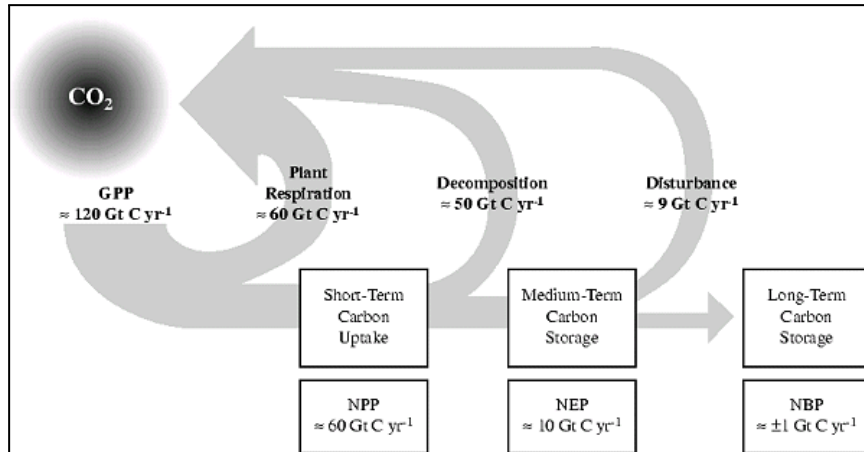 CO₂
GPP
≈ 120 Gt C yr⁻¹
Plant
Respiration
≈ 60 Gt C yr⁻¹
Decomposition
≈ 50 Gt C yr⁻¹
Disturbance
≈ 9 Gt C yr⁻¹
Short-Term
Carbon
Uptake
Medium-Term
Carbon
Storage
Long-Term
Carbon
Storage
NPP
≈ 60 Gt C yr⁻¹
NEP
≈ 10 Gt C yr⁻¹
NBP
≈ ±1 Gt C yr⁻¹